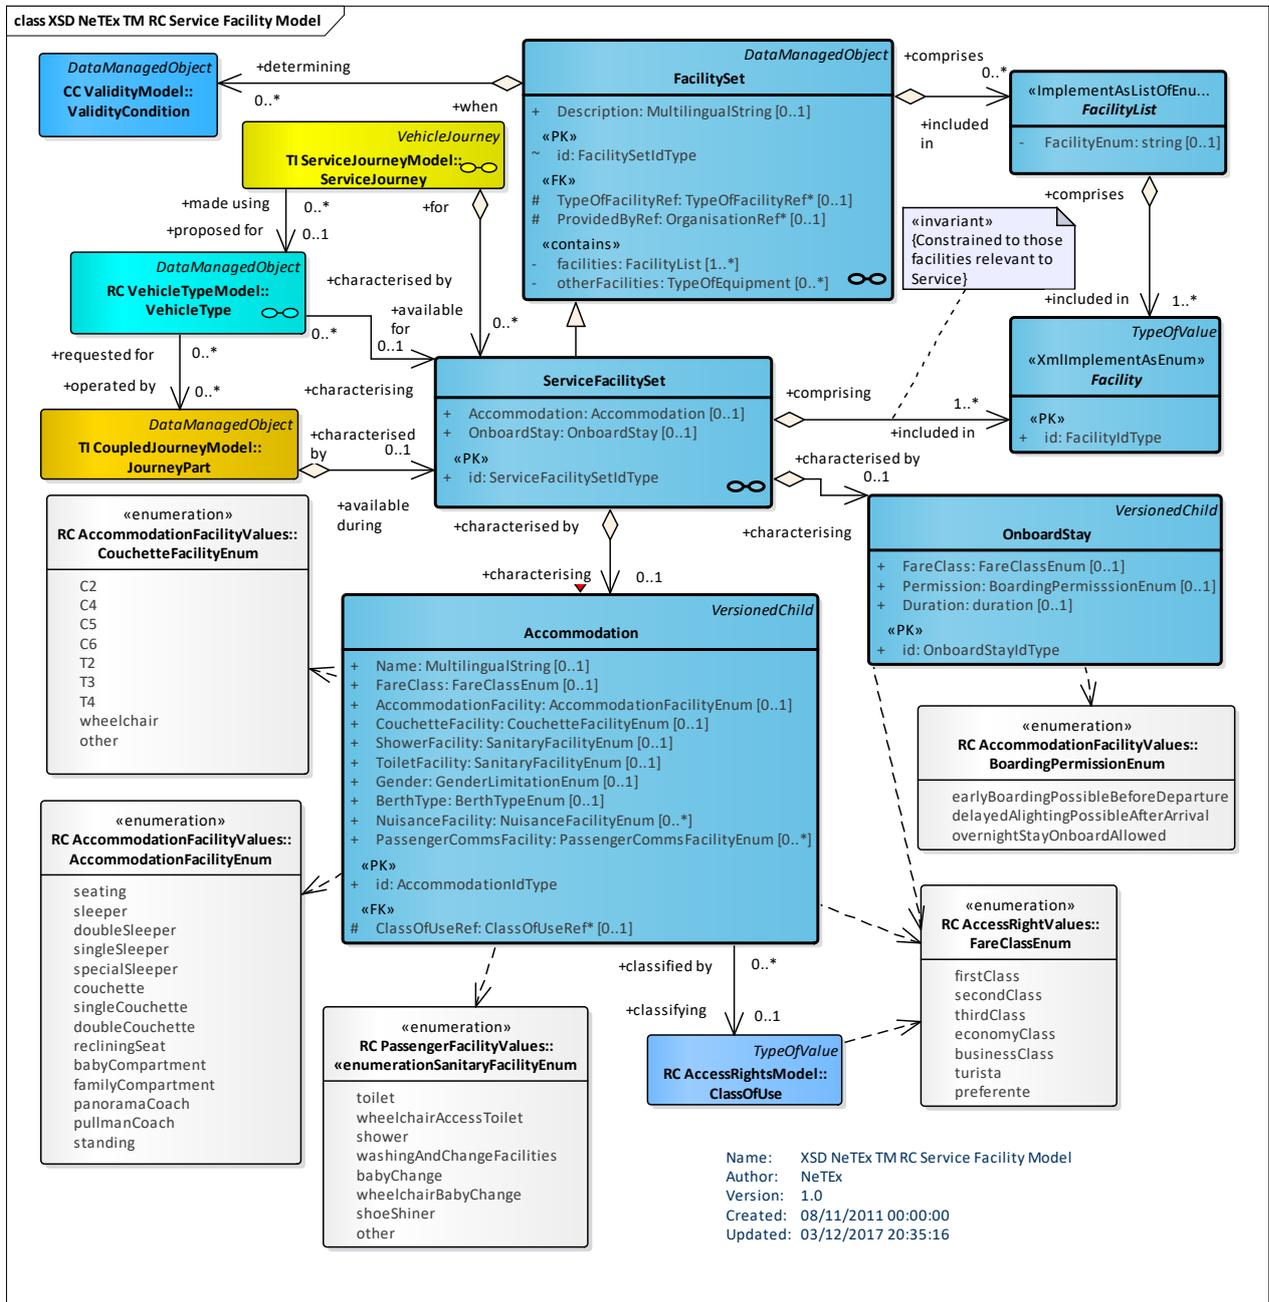 class XSD NeTEx TM RC Service Facility Model
DataManagedObject
CC ValidityModel::
ValidityCondition
+determining
0..*
+when
DataManagedObject
FacilitySet
+ Description: MultilingualString [0..1]
«PK»
~ id: FacilitySetIdType
«FK»
# TypeOfFacilityRef: TypeOfFacilityRef* [0..1]
# ProvidedByRef: OrganisationRef* [0..1]
«contains»
- facilities: FacilityList [1..*]
- otherFacilities: TypeOfEquipment [0..*]
+comprises
0..*
+included
in
«ImplementAsListOfEnu...
FacilityList
- FacilityEnum: string [0..1]
+comprises
+included in
1..*
VehicleJourney
TI ServiceJourneyModel::
ServiceJourney
+made using
0..*
+proposed for
0..1
+for
0..*
«invariant»
{Constrained to those
facilities relevant to
Service}
DataManagedObject
RC VehicleTypeModel::
VehicleType
+characterised by
0..*
+available
for
0..1
+characterising
+requested for
0..*
+operated by
0..*
TypeOfValue
«XmlImplementAsEnum»
Facility
«PK»
+ id: FacilityIdType
ServiceFacilitySet
+ Accommodation: Accommodation [0..1]
+ OnboardStay: OnboardStay [0..1]
«PK»
+ id: ServiceFacilitySetIdType
+comprising
1..*
+included in
DataManagedObject
TI CoupledJourneyModel::
JourneyPart
+characterised
by
0..1
+available
during
+characterised by
0..1
+characterising
+characterised by
+characterising
0..1
«enumeration»
RC AccommodationFacilityValues::
CouchetteFacilityEnum
C2
C4
C5
C6
T2
T3
T4
wheelchair
other
VersionedChild
OnboardStay
+ FareClass: FareClassEnum [0..1]
+ Permission: BoardingPermisssionEnum [0..1]
+ Duration: duration [0..1]
«PK»
+ id: OnboardStayIdType
VersionedChild
Accommodation
+ Name: MultilingualString [0..1]
+ FareClass: FareClassEnum [0..1]
+ AccommodationFacility: AccommodationFacilityEnum [0..1]
+ CouchetteFacility: CouchetteFacilityEnum [0..1]
+ ShowerFacility: SanitaryFacilityEnum [0..1]
+ ToiletFacility: SanitaryFacilityEnum [0..1]
+ Gender: GenderLimitationEnum [0..1]
+ BerthType: BerthTypeEnum [0..1]
+ NuisanceFacility: NuisanceFacilityEnum [0..*]
+ PassengerCommsFacility: PassengerCommsFacilityEnum [0..*]
«PK»
+ id: AccommodationIdType
«FK»
# ClassOfUseRef: ClassOfUseRef* [0..1]
«enumeration»
RC AccommodationFacilityValues::
BoardingPermissionEnum
earlyBoardingPossibleBeforeDeparture
delayedAlightingPossibleAfterArrival
overnightStayOnboardAllowed
«enumeration»
RC AccommodationFacilityValues::
AccommodationFacilityEnum
seating
sleeper
doubleSleeper
singleSleeper
specialSleeper
couchette
singleCouchette
doubleCouchette
recliningSeat
babyCompartment
familyCompartment
panoramaCoach
pullmanCoach
standing
«enumeration»
RC AccessRightValues::
FareClassEnum
firstClass
secondClass
thirdClass
economyClass
businessClass
turista
preferente
+classified by
0..*
+classifying
0..1
«enumeration»
RC PassengerFacilityValues::
«enumerationSanitaryFacilityEnum
toilet
wheelchairAccessToilet
shower
washingAndChangeFacilities
babyChange
wheelchairBabyChange
shoeShiner
other
TypeOfValue
RC AccessRightsModel::
ClassOfUse
Name: XSD NeTEx TM RC Service Facility Model
Author: NeTEx
Version: 1.0
Created: 08/11/2011 00:00:00
Updated: 03/12/2017 20:35:16